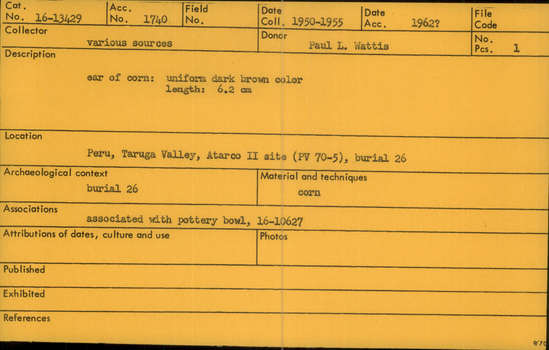 Cat. No. 16-13429 Acc. No. 1740 Field No. Date Coll. 1950-1955 Date Acc. 1962? File Code
Collector various sources Donor Paul L. Wattis No. Pcs. 1
Description
ear of corn: uniform dark brown color
length: 6.2 cm
Location
Peru, Taruga Valley, Atarco II site (PV 70-5), burial 26
Archaeological context Material and techniques
burial 26 corn
Associations
associated with pottery bowl, 16-10627
Attributions of dates, culture and use Photos
Published
Exhibited
References